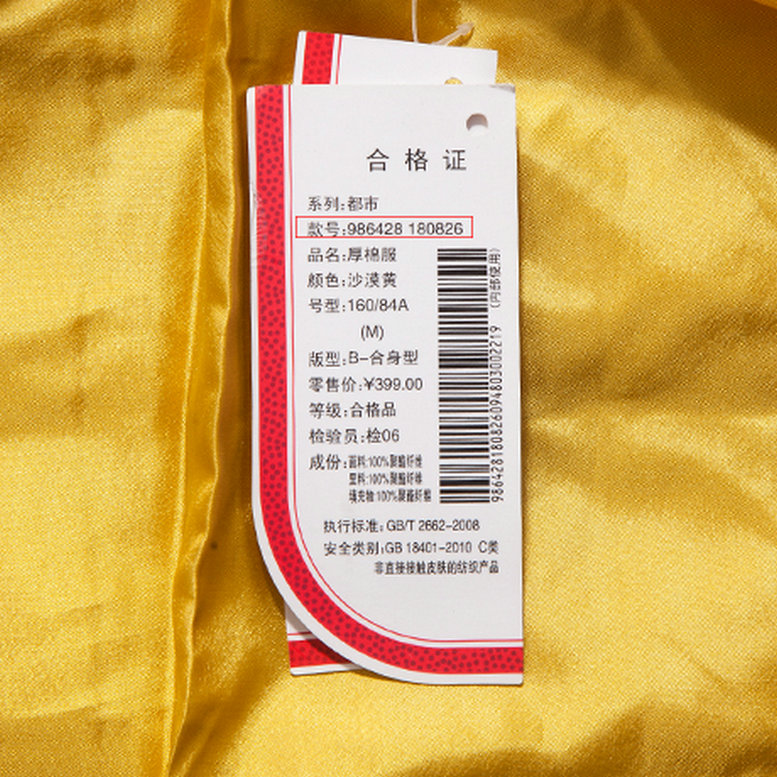 合格证
系列:都市
款号:986428 180826
品名:厚棉服
颜色:沙漠黄
号型:160/84A
(M)
版型:B-合身型
零售价:¥399.00
等级:合格品
检验员:检06
成份:面料:100%聚酯纤维
里料:100%聚酯纤维
填充物:100%聚酯纤维
执行标准:GB/T 2662-2008
安全类别:GB 18401-2010 C类
非直接接触皮肤的纺织产品
986428180826094803002219
(内部使用)